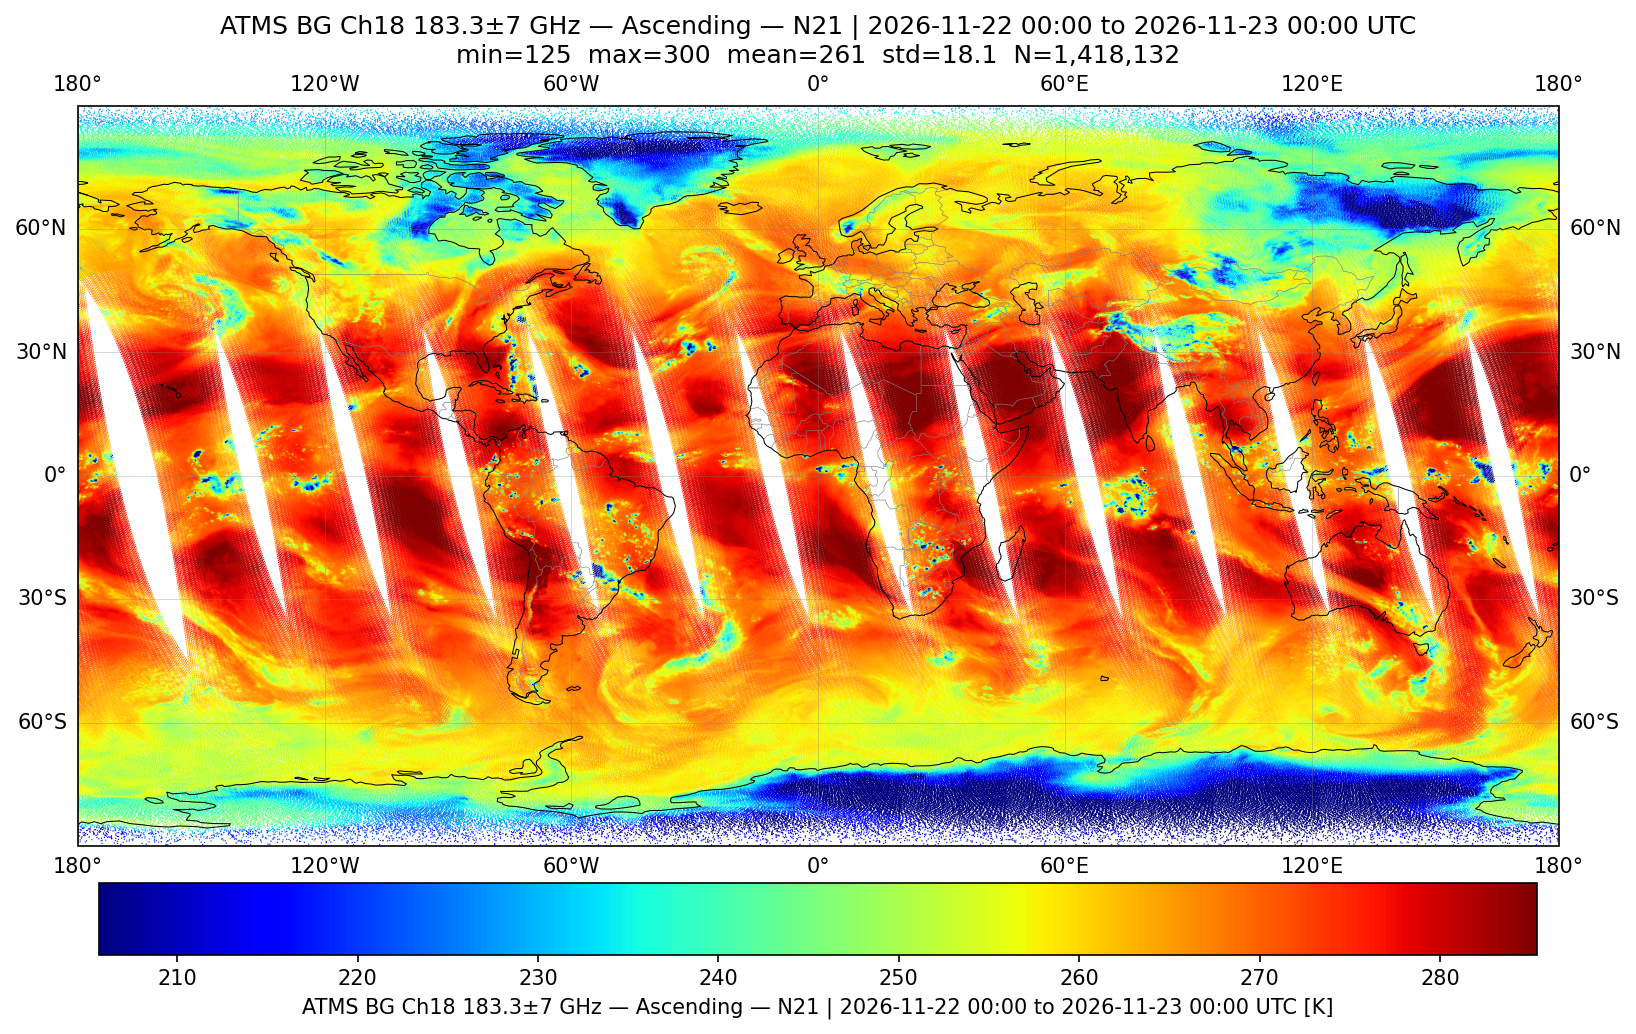 ATMS BG Ch18 183.3±7 GHz — Ascending — N21 | 2026-11-22 00:00 to 2026-11-23 00:00 UTC
min=125 max=300 mean=261 std=18.1 N=1,418,132
180° 120°W 60°W 0° 60°E 120°E 180°
60°N 60°N
30°N 30°N
0° 0°
30°S 30°S
60°S 60°S
180° 120°W 60°W 0° 60°E 120°E 180°
210 220 230 240 250 260 270 280
ATMS BG Ch18 183.3±7 GHz — Ascending — N21 | 2026-11-22 00:00 to 2026-11-23 00:00 UTC [K]